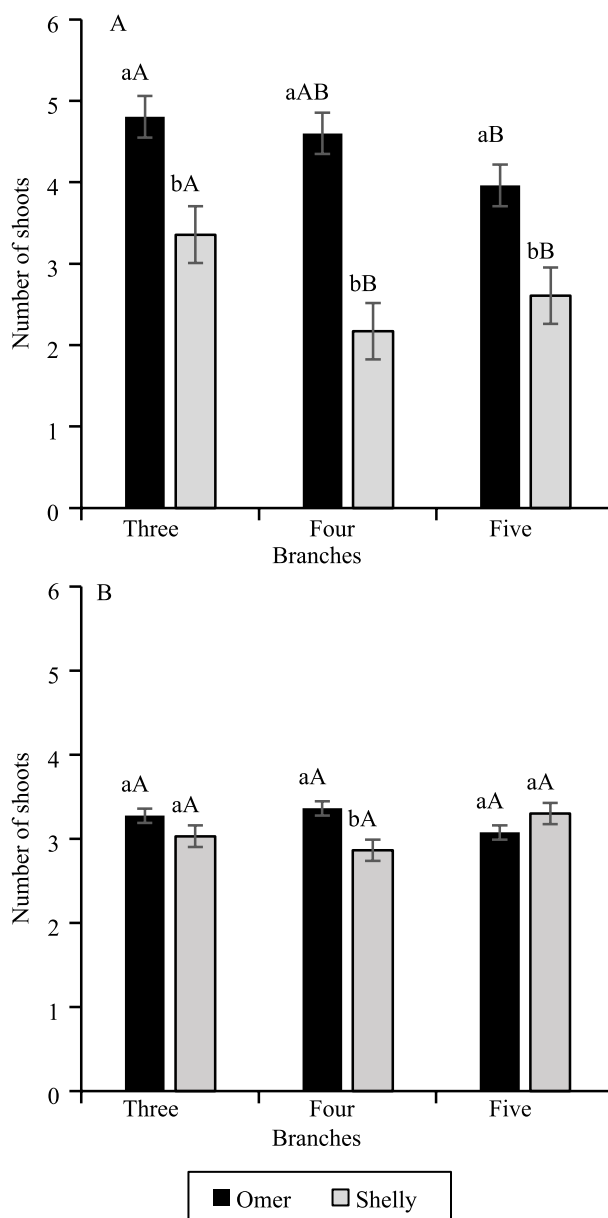 6
A
aA
aAB
5
aB
bA
4
bB
bB
3
2
1
0
Number of shoots
Three
Four
Five
Branches
6
B
5
4
aA
aA
aA
bA
aA
aA
3
2
1
0
Number of shoots
Three
Four
Five
Branches
Omer
Shelly